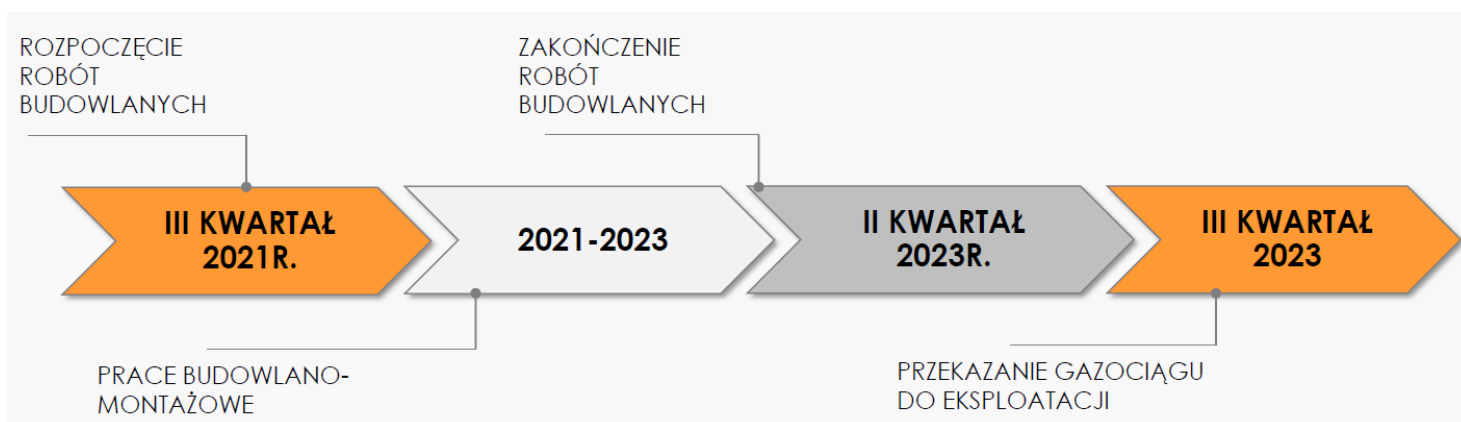 ROZPOCZĘCIE
ROBÓT
BUDOWLANYCH
ZAKOŃCZENIE
ROBÓT
BUDOWLANYCH
III KWARTAŁ
2021R.
2021-2023
II KWARTAŁ
2023R.
III KWARTAŁ
2023
PRACE BUDOWLANO-
MONTAŻOWE
PRZEKAZANIE GAZOCIĄGU
DO EKSPLOATACJI